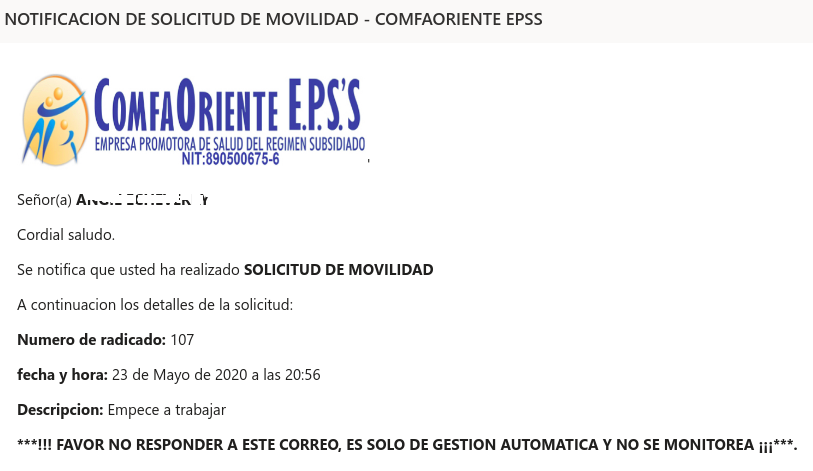 NOTIFICACION DE SOLICITUD DE MOVILIDAD - COMFAORIENTE EPSS
COMFAORIENTE E.P.S.'S
EMPRESA PROMOTORA DE SALUD DEL REGIMEN SUBSIDIADO
NIT:890500675-6
Señor(a)
Cordial saludo.
Se notifica que usted ha realizado SOLICITUD DE MOVILIDAD
A continuacion los detalles de la solicitud:
Numero de radicado: 107
fecha y hora: 23 de Mayo de 2020 a las 20:56
Descripcion: Empece a trabajar
***!!! FAVOR NO RESPONDER A ESTE CORREO, ES SOLO DE GESTION AUTOMATICA Y NO SE MONITOREA ¡¡¡***.